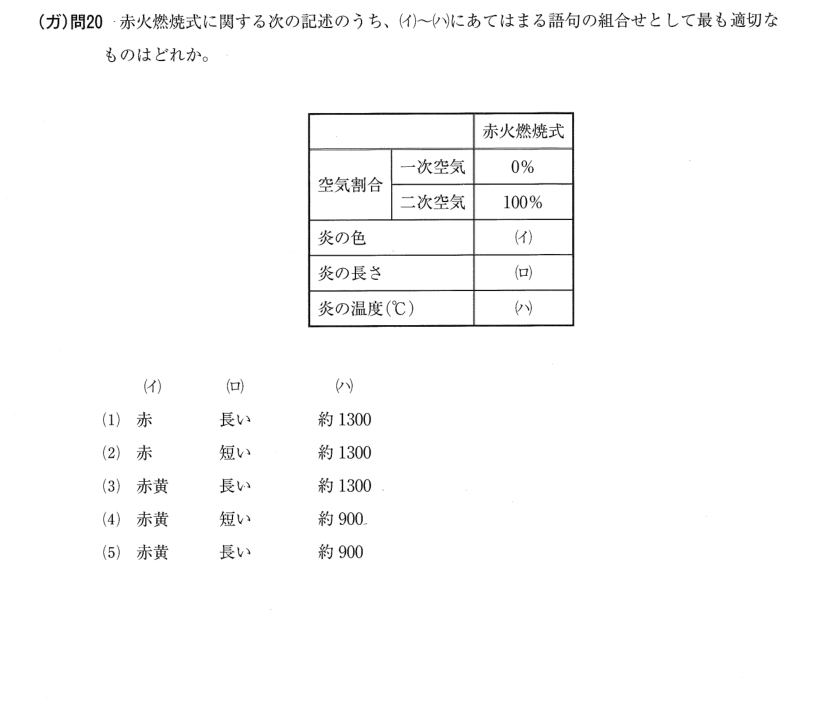 (ガ)問20 赤火燃焼式に関する次の記述のうち、(イ)～(ハ)にあてはまる語句の組合せとして最も適切な
ものはどれか。
赤火燃焼式
空気割合 一次空気 0%
二次空気 100%
炎の色 (イ)
炎の長さ (ロ)
炎の温度(℃) (ハ)
(イ) (ロ) (ハ)
(1) 赤 長い 約1300
(2) 赤 短い 約1300
(3) 赤黄 長い 約1300
(4) 赤黄 短い 約900
(5) 赤黄 長い 約900